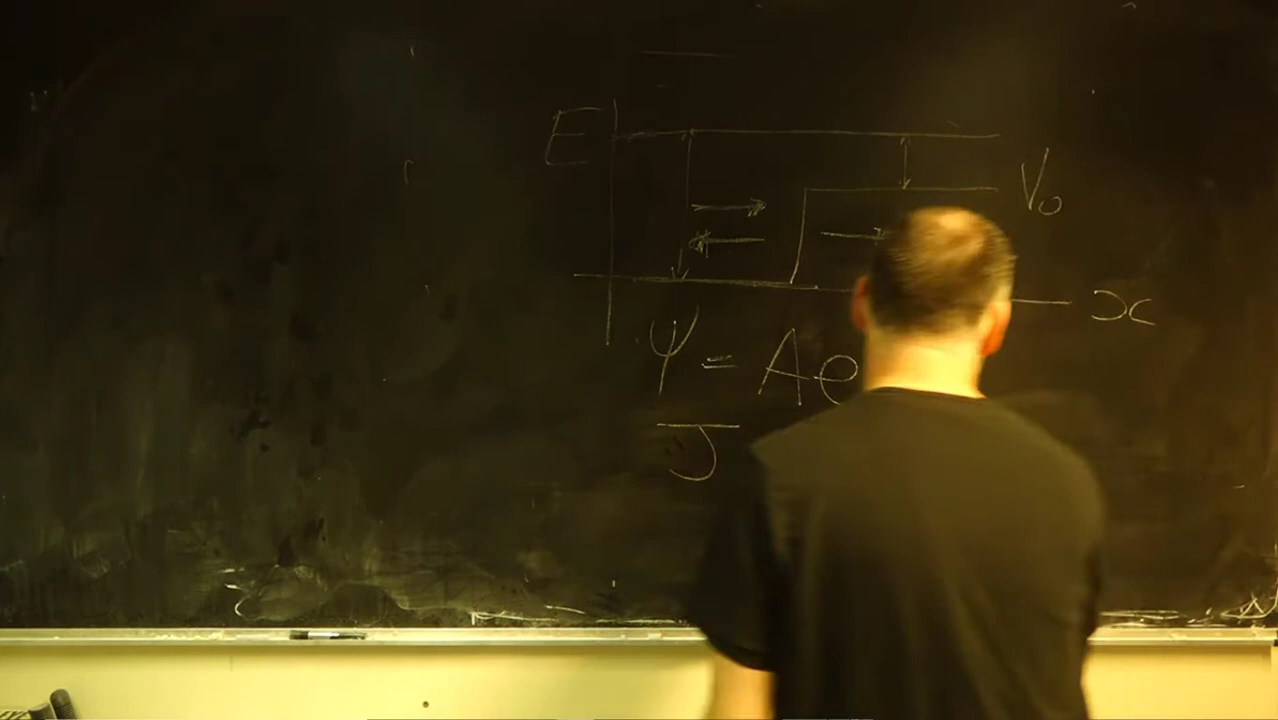 E
V₀
x
ψ = Ae
J